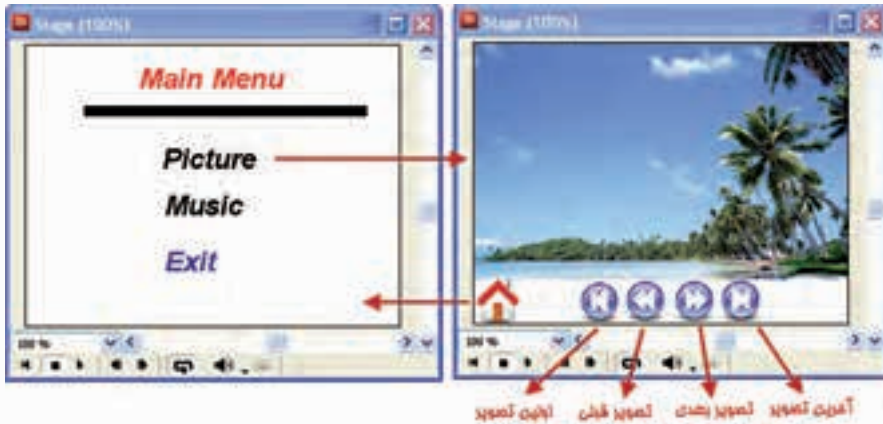 Stage (100%)
Main Menu
Picture
Music
Exit
100 %
Stage (100%)
100 %
اولین تصویر تصویر قبلی تصویر بعدی آخرین تصویر